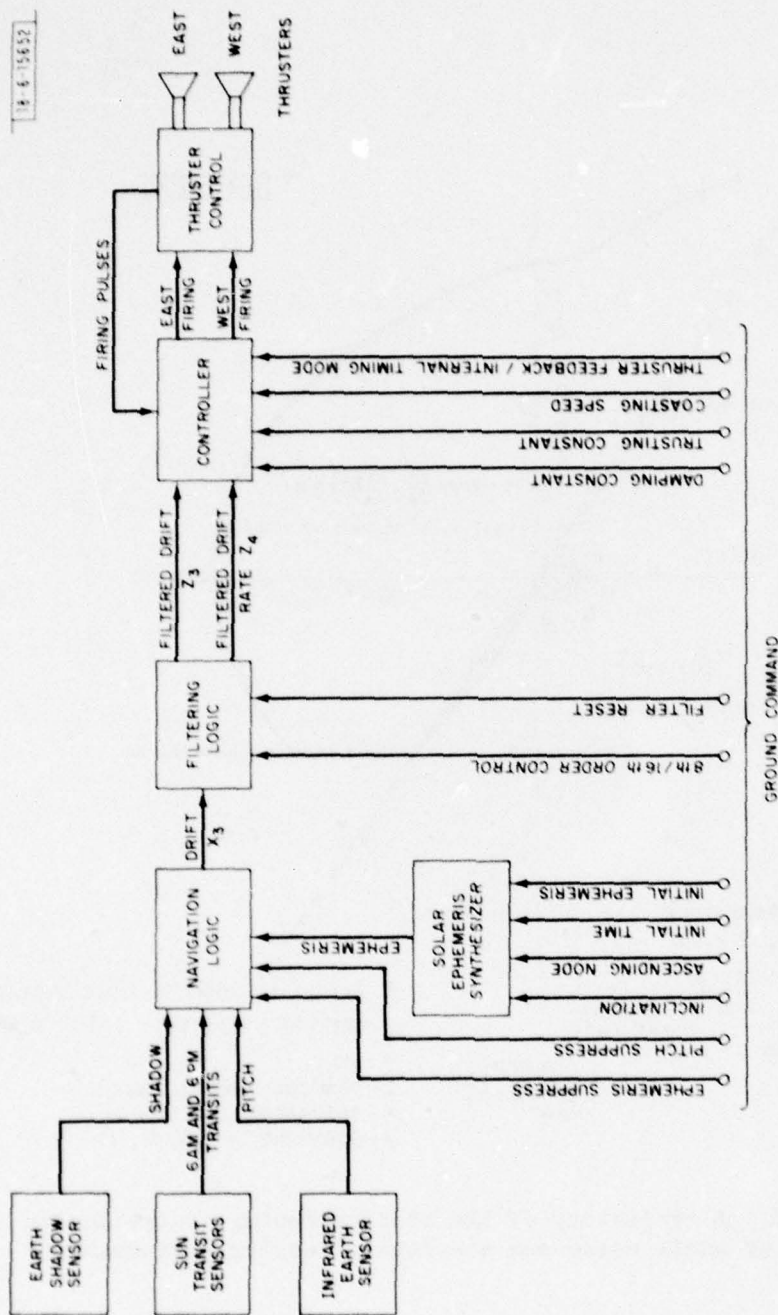 18-6-15652
EARTH
SHADOW
SENSOR
SUN
TRANSIT
SENSORS
INFRARED
EARTH
SENSOR
SHADOW
6AM AND 6PM
TRANSITS
PITCH
NAVIGATION
LOGIC
DRIFT
X3
FILTERING
LOGIC
FILTERED DRIFT
Z3
FILTERED DRIFT
RATE Z4
CONTROLLER
FIRING PULSES
EAST
FIRING
WEST
FIRING
THRUSTER
CONTROL
EAST
WEST
THRUSTERS
EPHEMERIS
SOLAR
EPHEMERIS
SYNTHESIZER
EPHEMERIS SUPPRESS
PITCH SUPPRESS
INCLINATION
ASCENDING NODE
INITIAL TIME
INITIAL EPHEMERIS
8th/16th ORDER CONTROL
FILTER RESET
DAMPING CONSTANT
TRUSTING CONSTANT
COASTING SPEED
THRUSTER FEEDBACK / INTERNAL TIMING MODE
GROUND COMMAND